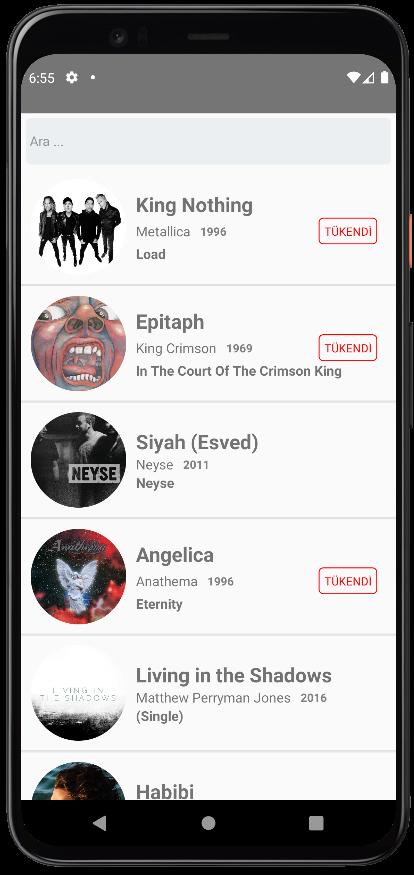 6:55
Ara ...
King Nothing
Metallica 1996
TÜKENDİ
Load
Epitaph
King Crimson 1969
TÜKENDİ
In The Court Of The Crimson King
Siyah (Esved)
Neyse 2011
Neyse
NEYSE
Angelica
Anathema 1996
TÜKENDİ
Eternity
Anathema
Living in the Shadows
Matthew Perryman Jones 2016
(Single)
LIVING IN
THE SHADOWS
Habibi